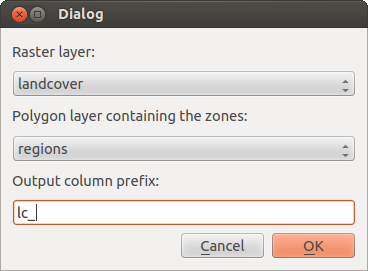 Dialog
Raster layer:
landcover
Polygon layer containing the zones:
regions
Output column prefix:
lc_
Cancel
OK